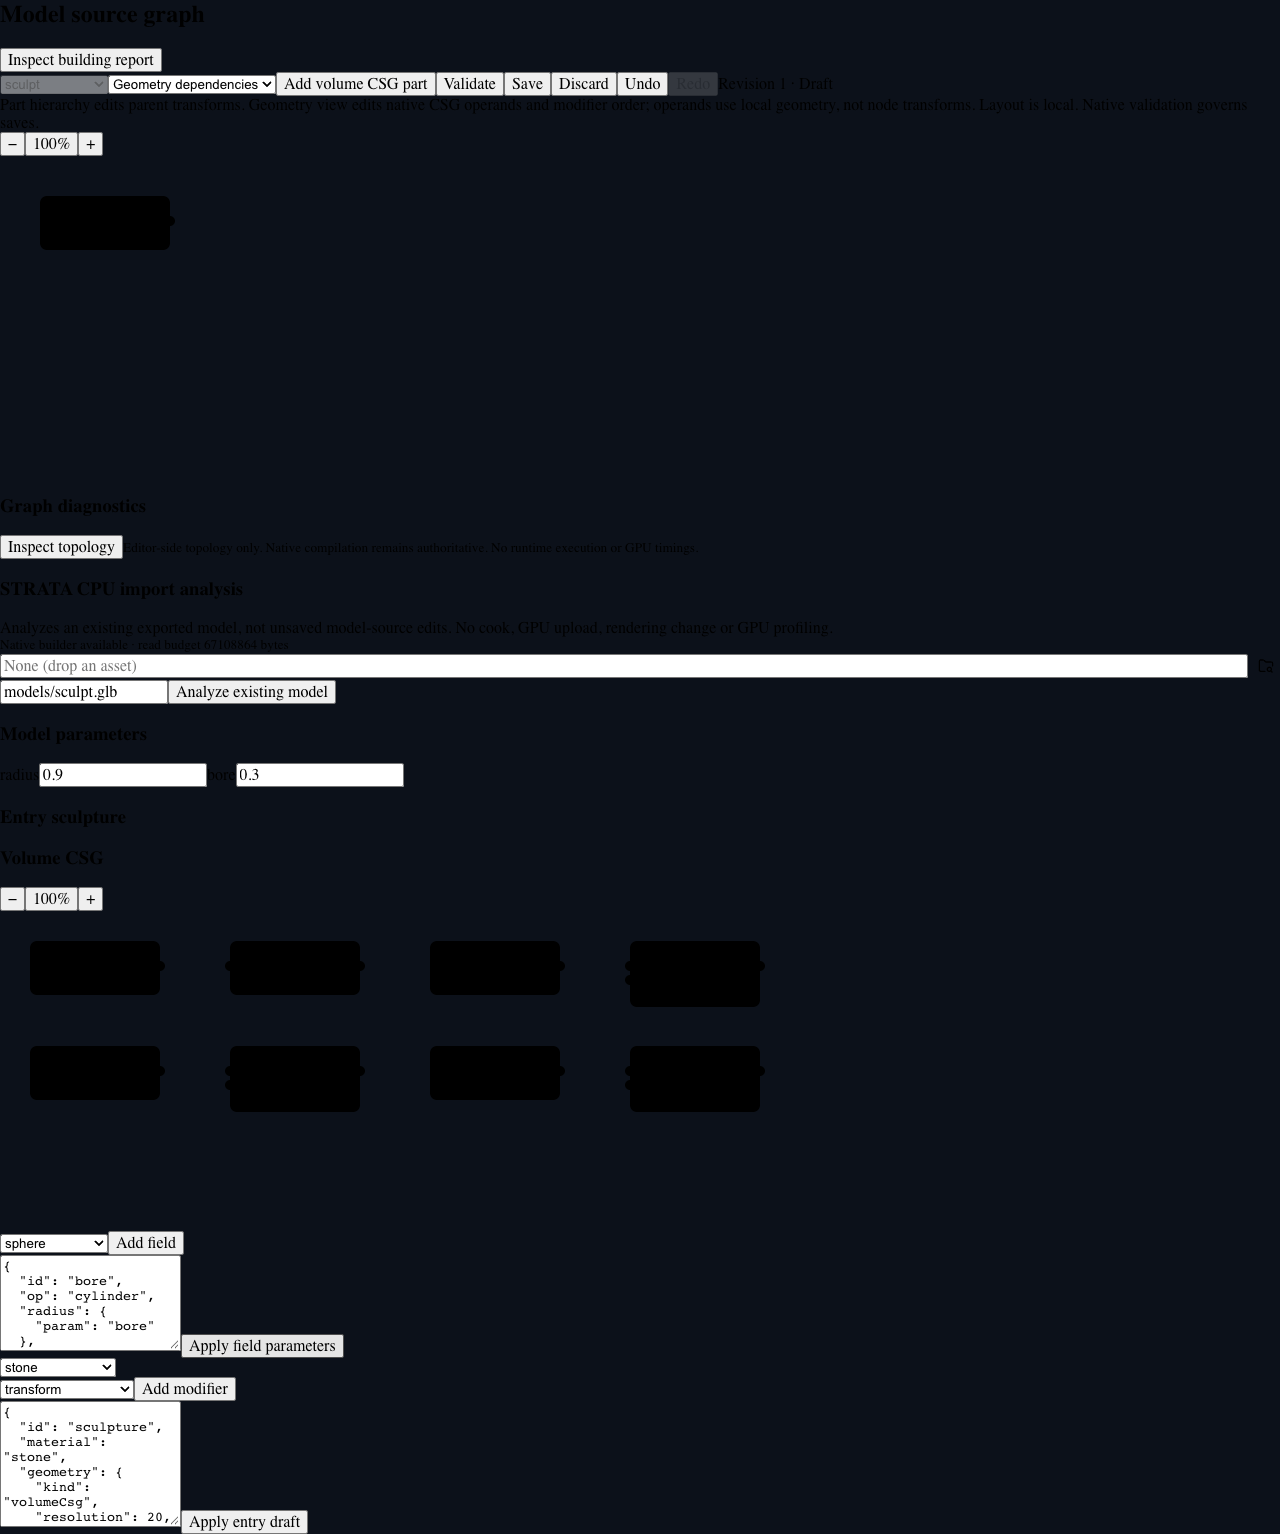 Model source graph
Inspect building report
sculpt Geometry dependencies Add volume CSG part Validate Save Discard Undo Redo Revision 1 · Draft
Part hierarchy edits parent transforms. Geometry view edits native CSG operands and modifier order; operands use local geometry, not node transforms. Layout is local. Native validation governs
saves.
− 100% +
Graph diagnostics
Inspect topology Editor-side topology only. Native compilation remains authoritative. No runtime execution or GPU timings.
STRATA CPU import analysis
Analyzes an existing exported model, not unsaved model-source edits. No cook, GPU upload, rendering change or GPU profiling.
Native builder available · read budget 67108864 bytes
None (drop an asset)
models/sculpt.glb Analyze existing model
Model parameters
radius 0.9 bore 0.3
Entry sculpture
Volume CSG
− 100% +
sphere Add field
{
"id": "bore",
"op": "cylinder",
"radius": {
"param": "bore"
},
Apply field parameters
stone
transform Add modifier
{
"id": "sculpture",
"material":
"stone",
"geometry": {
"kind":
"volumeCsg",
"resolution": 20,
Apply entry draft